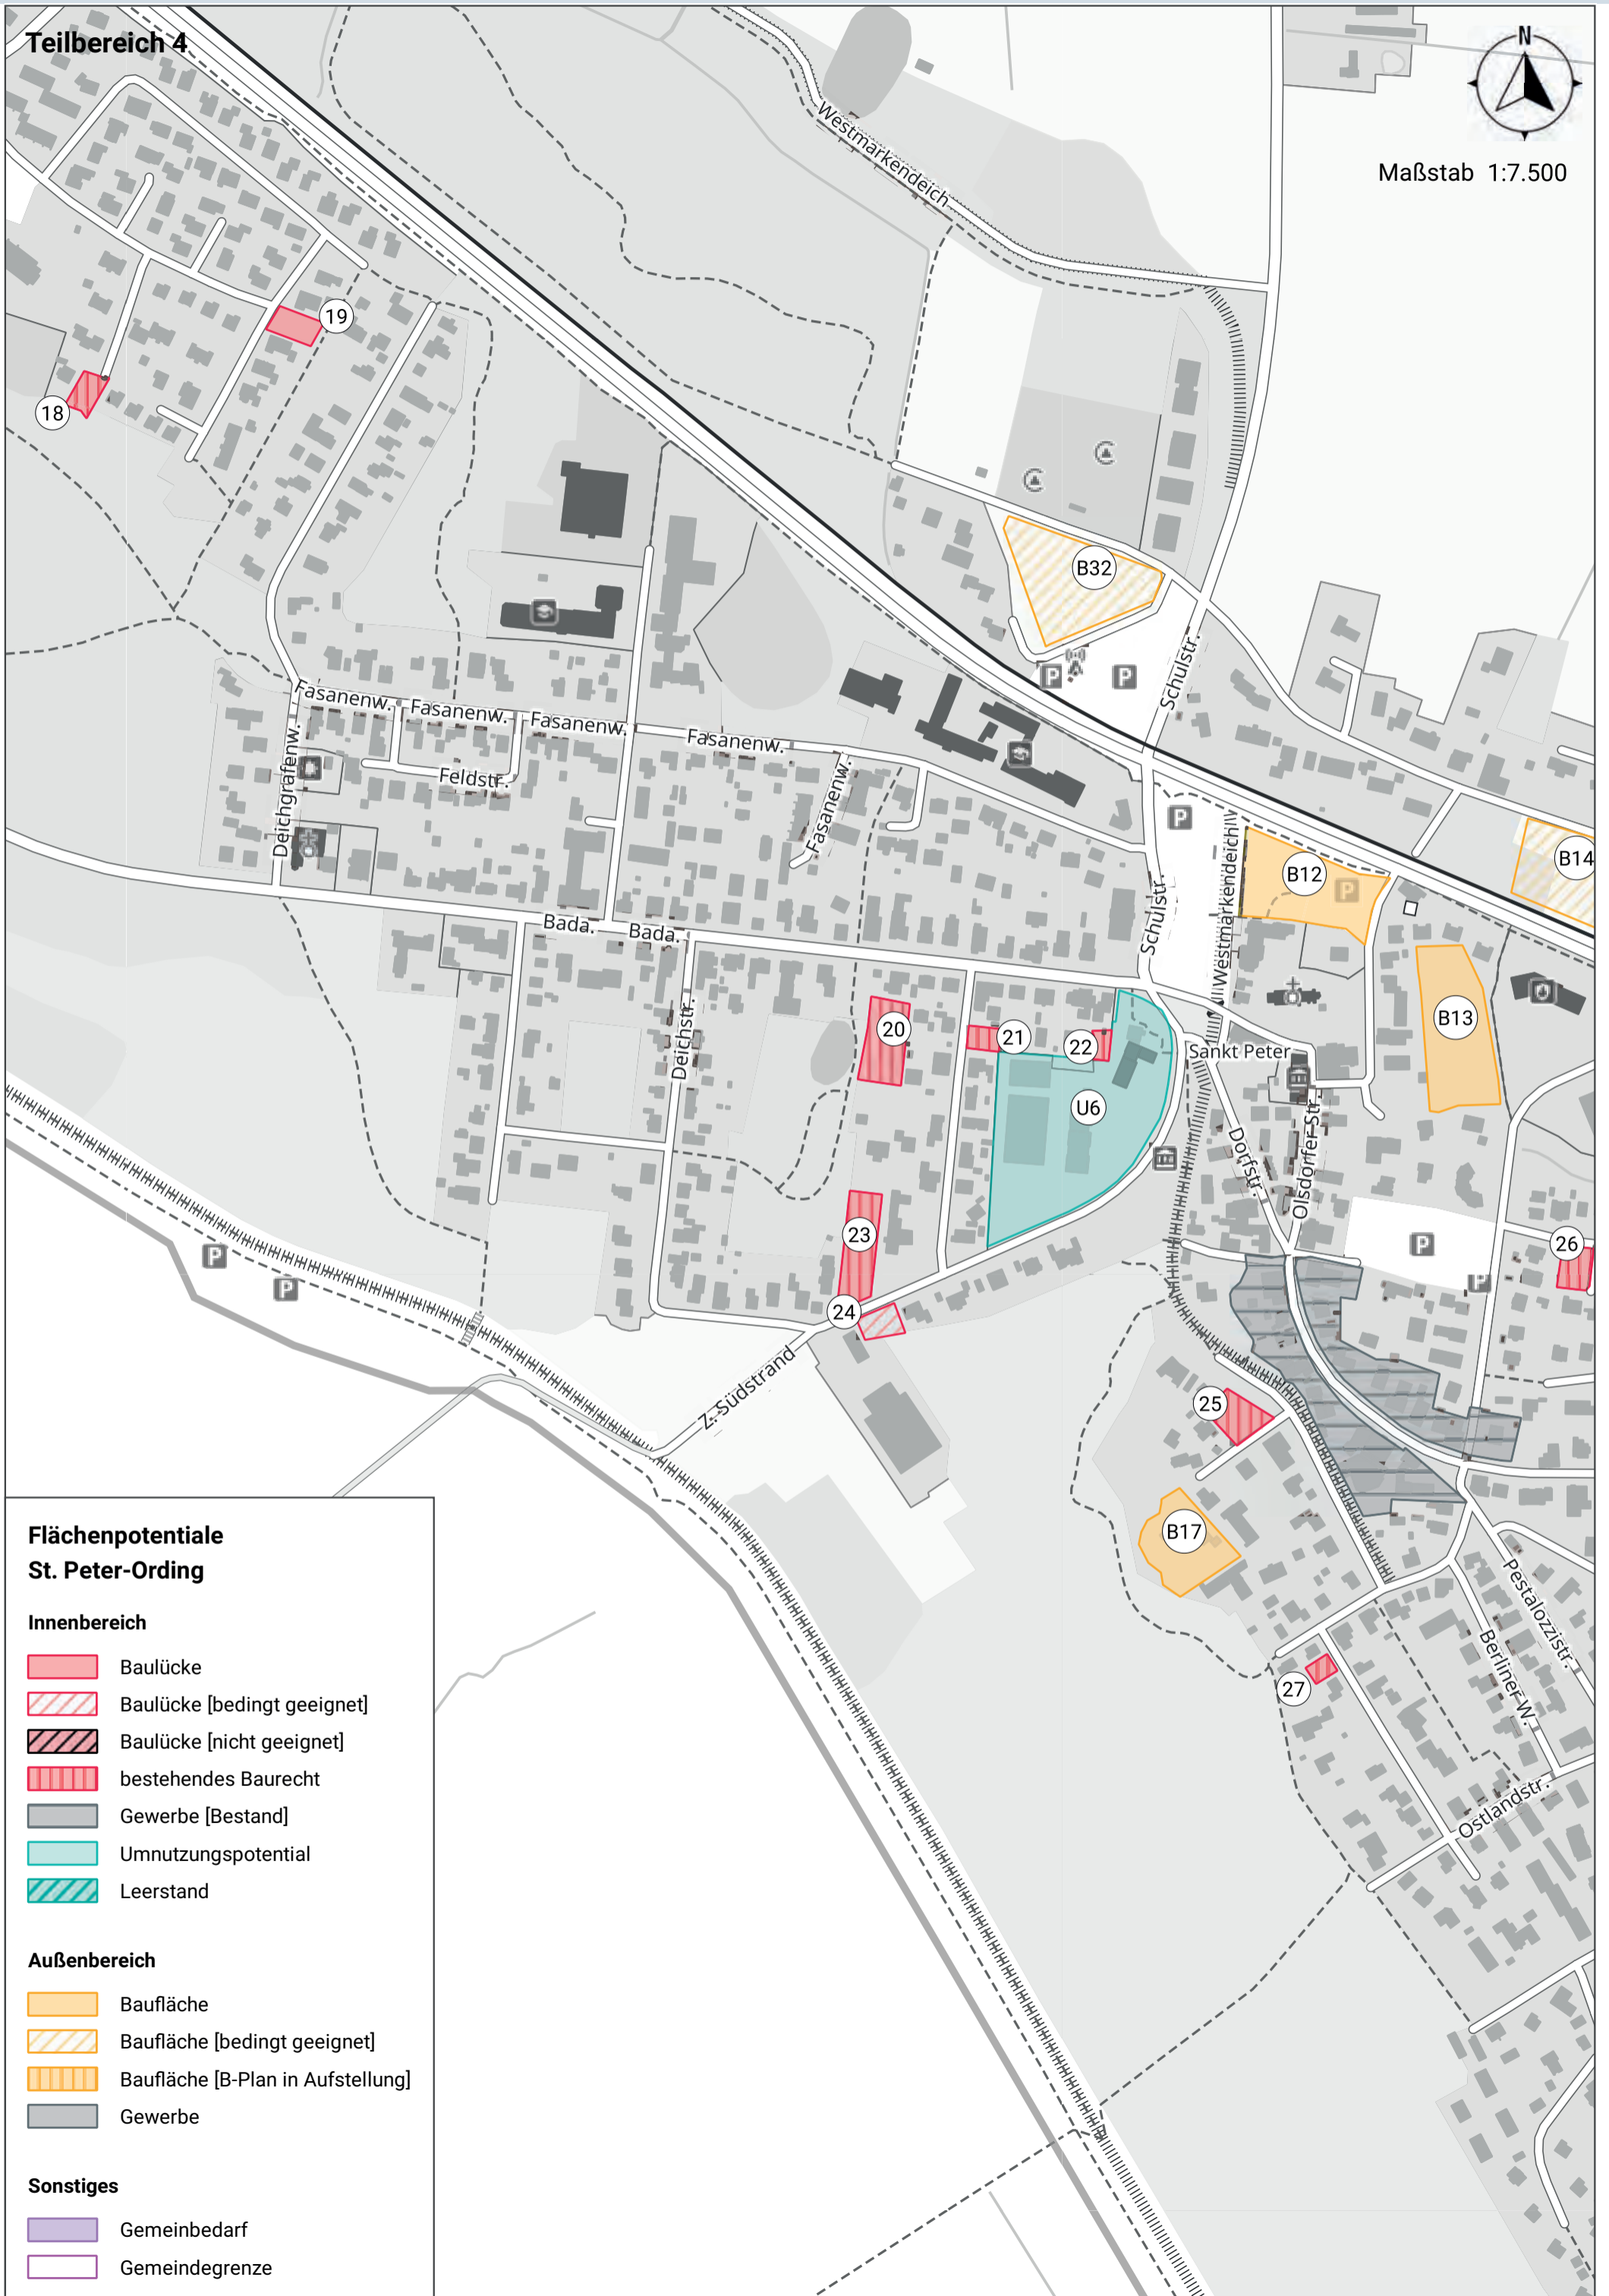 Teilbereich 4
N
Maßstab 1:7.500
Westmarkendeich
19
18
B32
P
P
Schulstr.
Fasanenw.
Fasanenw.
Fasanenw.
Fasanenw.
Feldstr.
Deichgrafenw.
Fasanenw.
P
Westmarkendeich
B12
P
B14
Schulstr.
Bada.
Bada.
Deichstr.
20
21
22
Sankt Peter
B13
U6
Dorfstr.
Olsdorfer Str.
23
24
P
P
26
P
P
Z. Südstrand
25
B17
Pestalozzistr.
Berliner W.
27
Ostlandstr.
Flächenpotentiale
St. Peter-Ording
Innenbereich
Baulücke
Baulücke [bedingt geeignet]
Baulücke [nicht geeignet]
bestehendes Baurecht
Gewerbe [Bestand]
Umnutzungspotential
Leerstand
Außenbereich
Baufläche
Baufläche [bedingt geeignet]
Baufläche [B-Plan in Aufstellung]
Gewerbe
Sonstiges
Gemeinbedarf
Gemeindegrenze